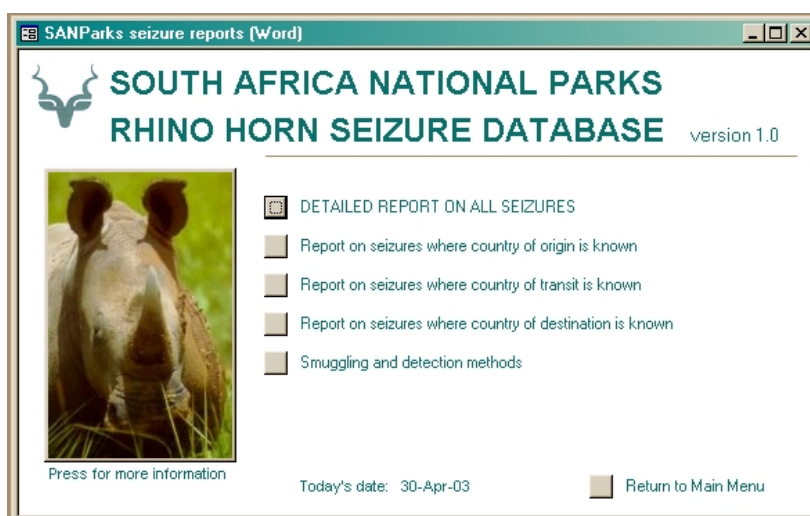 SANParks seizure reports (Word)
SOUTH AFRICA NATIONAL PARKS
RHINO HORN SEIZURE DATABASE version 1.0
DETAILED REPORT ON ALL SEIZURES
Report on seizures where country of origin is known
Report on seizures where country of transit is known
Report on seizures where country of destination is known
Smuggling and detection methods
Press for more information
Today's date: 30-Apr-03 Return to Main Menu